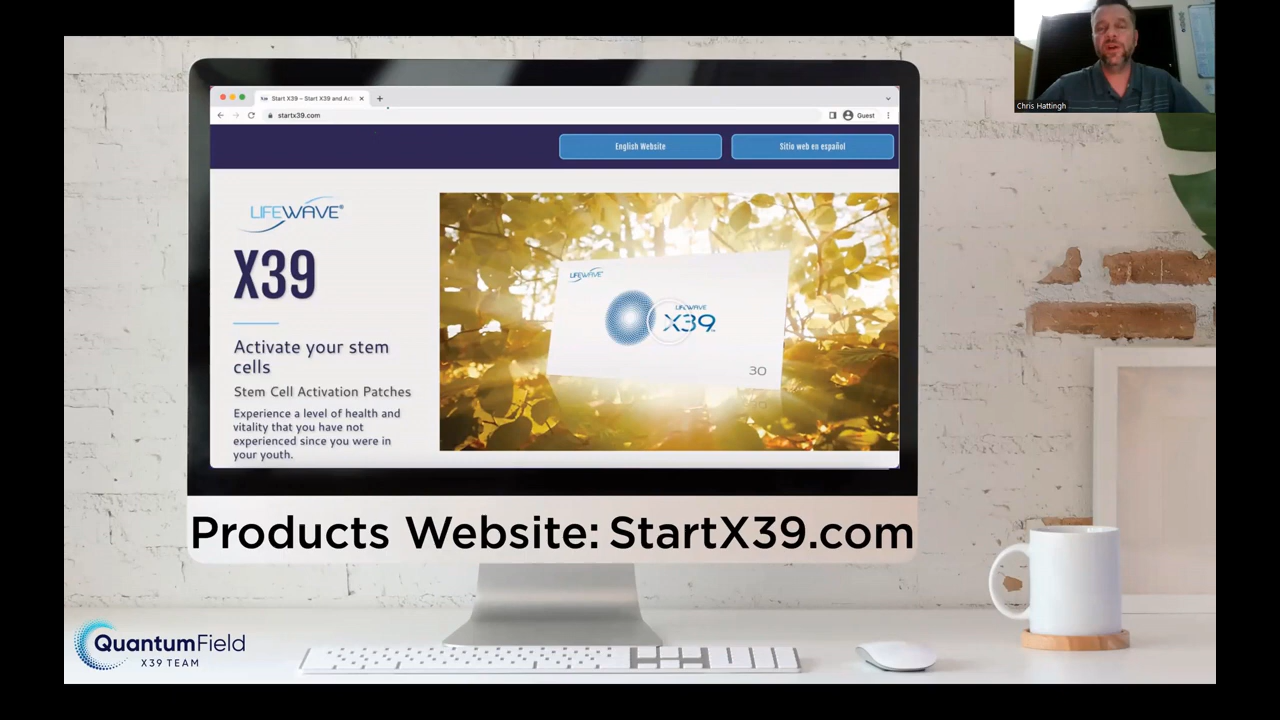 Chris Hattingh
Start X39 – Start X39 and Act
startx39.com
Guest
English Website
Sitio web en español
LIFEWAVE®
X39
Activate your stem
cells
Stem Cell Activation Patches
Experience a level of health and
vitality that you have not
experienced since you were in
your youth.
LIFEWAVE®
LIFEWAVE
X39
30
Products Website: StartX39.com
QuantumField
X39 TEAM